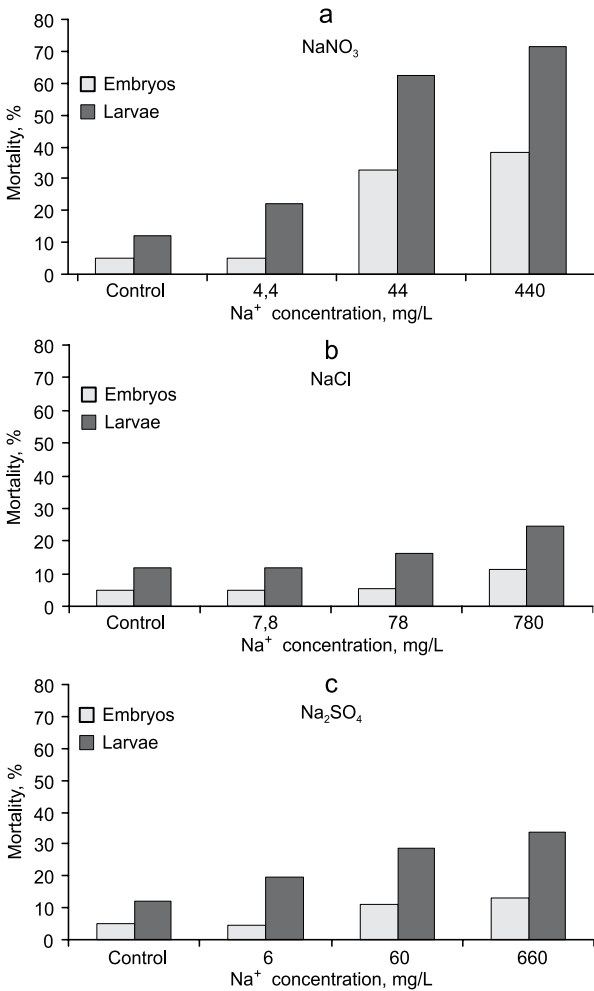 a
NaNO₃
80
70
60
50
40
30
20
10
0
Mortality, %
Embryos
Larvae
Control 4,4 44 440
Na⁺ concentration, mg/L
b
NaCl
80
70
60
50
40
30
20
10
0
Mortality, %
Embryos
Larvae
Control 7,8 78 780
Na⁺ concentration, mg/L
c
Na₂SO₄
80
70
60
50
40
30
20
10
0
Mortality, %
Embryos
Larvae
Control 6 60 660
Na⁺ concentration, mg/L